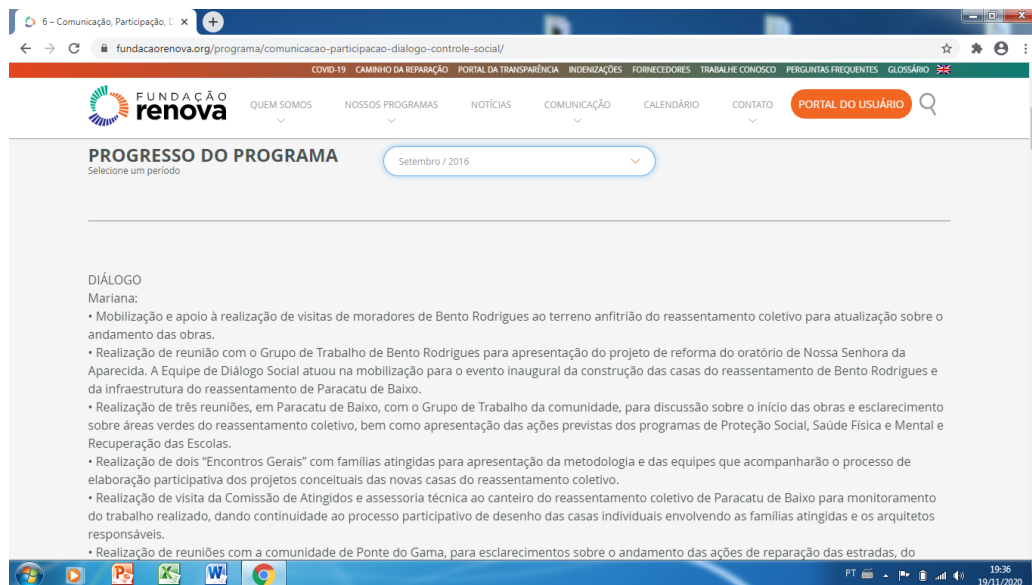 6 – Comunicação, Participação, D
fundacaorenova.org/programa/comunicacao-participacao-dialogo-controle-social/
COVID-19 CAMINHO DA REPARAÇÃO PORTAL DA TRANSPARÊNCIA INDENIZAÇÕES FORNECEDORES TRABALHE CONOSCO PERGUNTAS FREQUENTES GLOSSÁRIO
FUNDAÇÃO
renova
QUEM SOMOS NOSSOS PROGRAMAS NOTÍCIAS COMUNICAÇÃO CALENDÁRIO CONTATO PORTAL DO USUÁRIO
PROGRESSO DO PROGRAMA
Selecione um período
Setembro / 2016
DIÁLOGO
Mariana:
• Mobilização e apoio à realização de visitas de moradores de Bento Rodrigues ao terreno anfitrião do reassentamento coletivo para atualização sobre o
andamento das obras.
• Realização de reunião com o Grupo de Trabalho de Bento Rodrigues para apresentação do projeto de reforma do oratório de Nossa Senhora da
Aparecida. A Equipe de Diálogo Social atuou na mobilização para o evento inaugural da construção das casas do reassentamento de Bento Rodrigues e
da infraestrutura do reassentamento de Paracatu de Baixo.
• Realização de três reuniões, em Paracatu de Baixo, com o Grupo de Trabalho da comunidade, para discussão sobre o início das obras e esclarecimento
sobre áreas verdes do reassentamento coletivo, bem como apresentação das ações previstas dos programas de Proteção Social, Saúde Física e Mental e
Recuperação das Escolas.
• Realização de dois “Encontros Gerais” com famílias atingidas para apresentação da metodologia e das equipes que acompanharão o processo de
elaboração participativa dos projetos conceituais das novas casas do reassentamento coletivo.
• Realização de visita da Comissão de Atingidos e assessoria técnica ao canteiro do reassentamento coletivo de Paracatu de Baixo para monitoramento
do trabalho realizado, dando continuidade ao processo participativo de desenho das casas individuais envolvendo as famílias atingidas e os arquitetos
responsáveis.
• Realização de reuniões com a comunidade de Ponte do Gama, para esclarecimentos sobre o andamento das ações de reparação das estradas, do
PT
19:36
19/11/2020